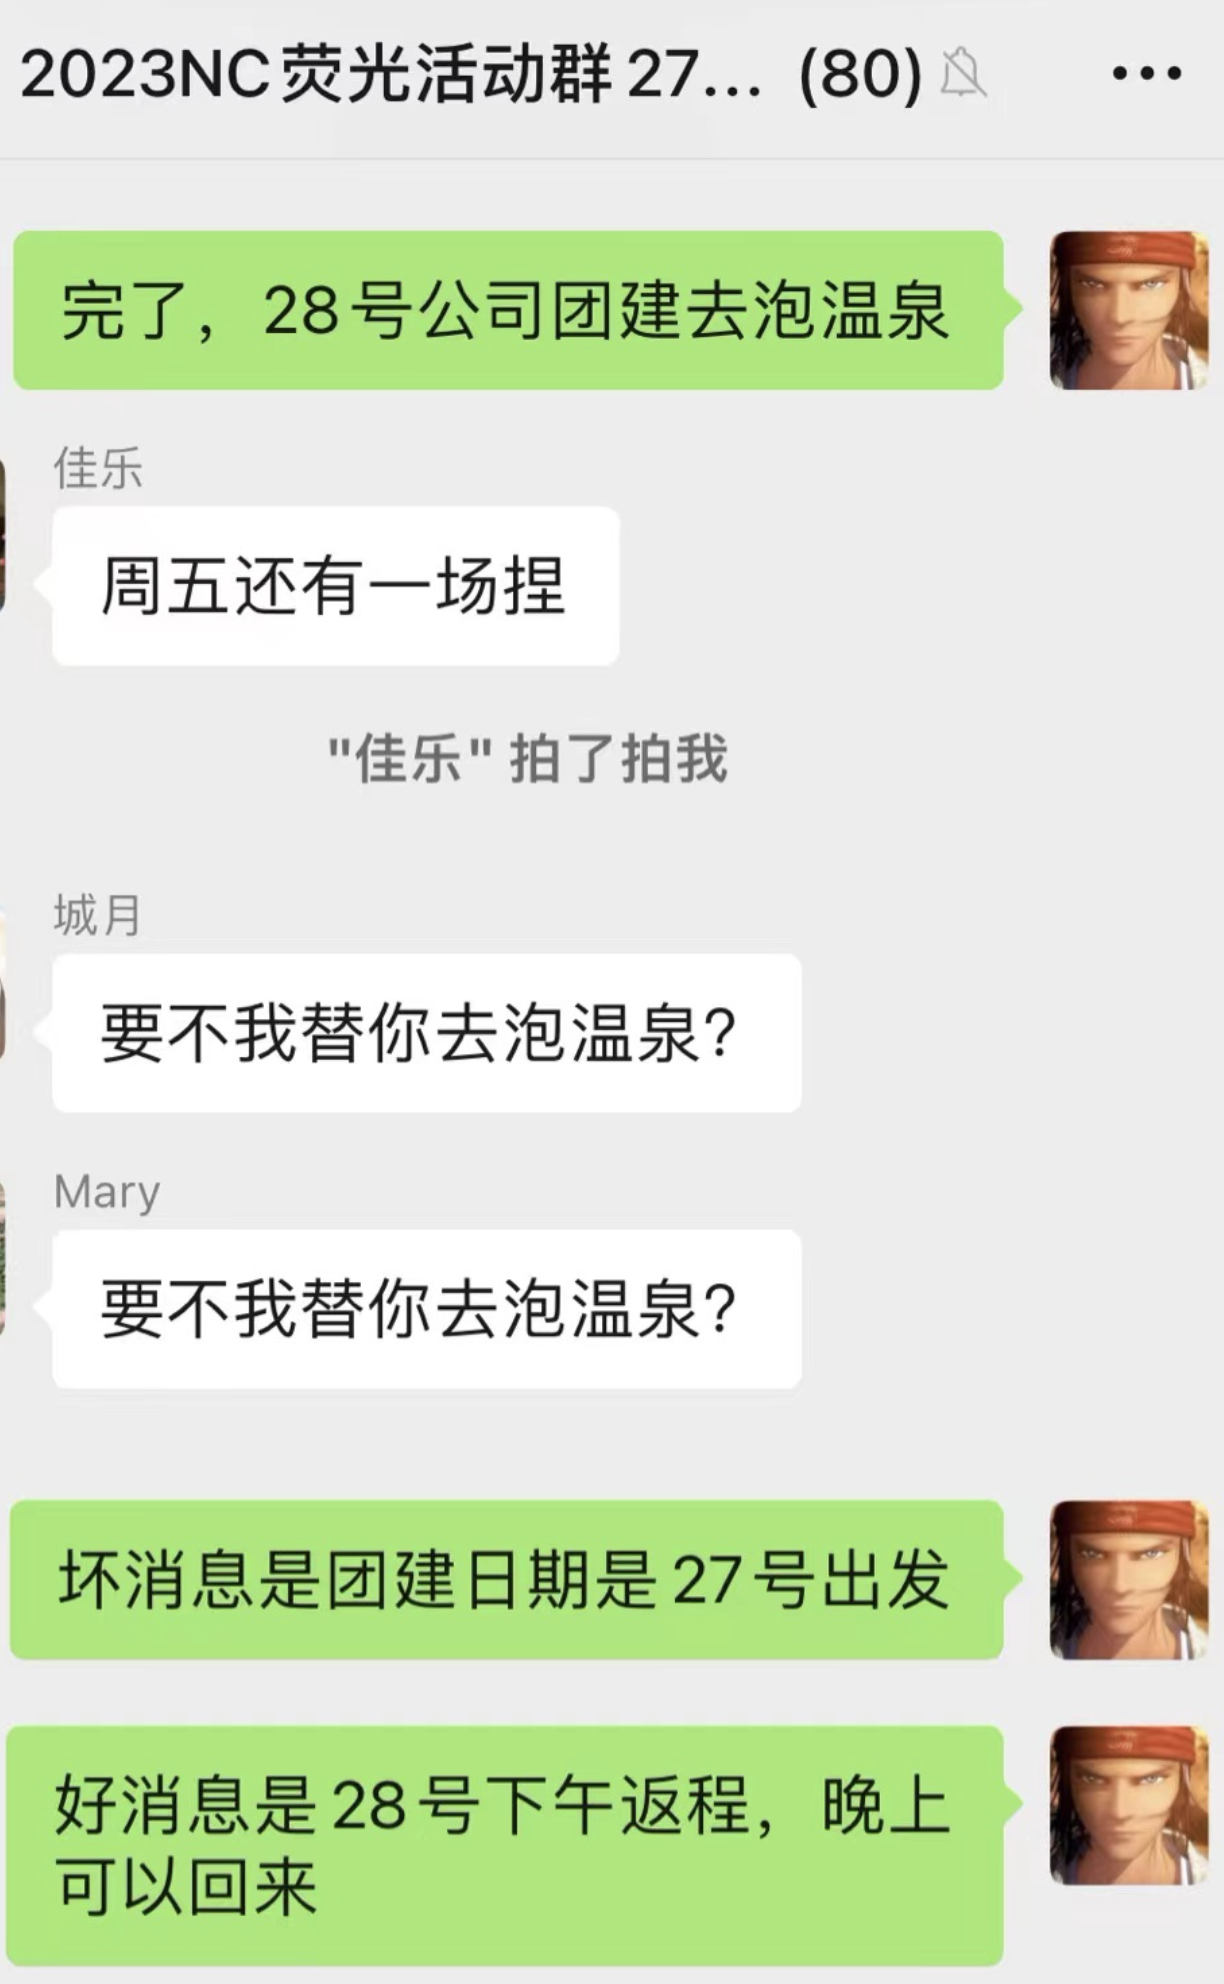 2023NC荧光活动群27... (80)
完了，28号公司团建去泡温泉
佳乐
周五还有一场捏
"佳乐" 拍了拍我
城月
要不我替你去泡温泉?
Mary
要不我替你去泡温泉?
坏消息是团建日期是27号出发
好消息是28号下午返程，晚上
可以回来